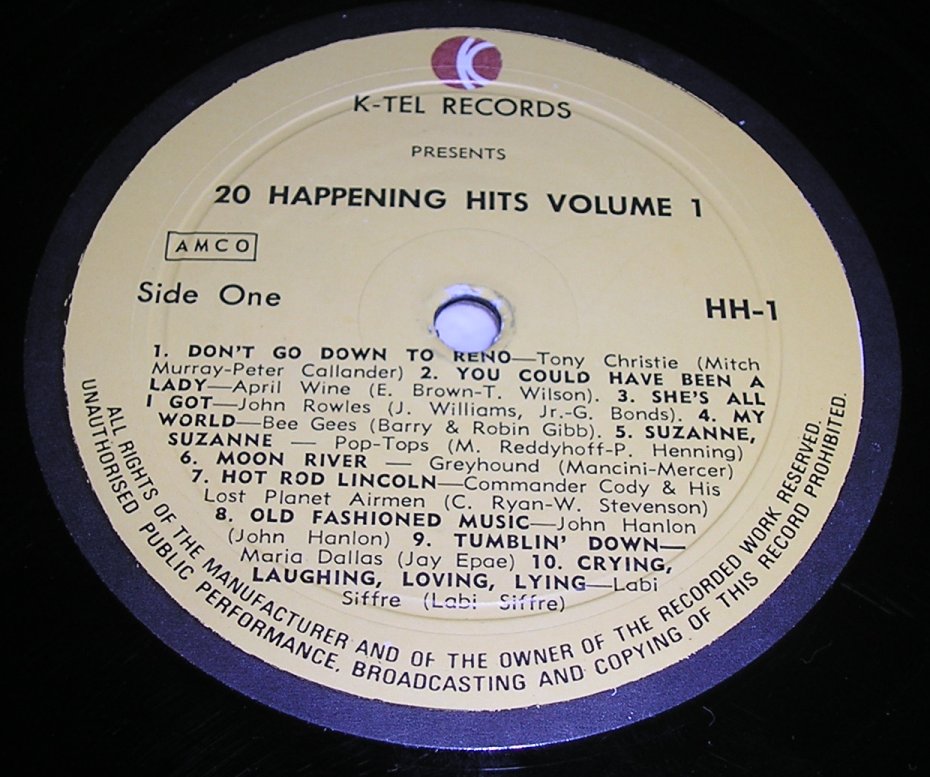 K
K-TEL RECORDS
PRESENTS
20 HAPPENING HITS VOLUME 1
AMCO
Side One
HH-1
1. DON'T GO DOWN TO RENO—Tony Christie (Mitch
Murray-Peter Callander) 2. YOU COULD HAVE BEEN A
LADY—April Wine (E. Brown-T. Wilson). 3. SHE'S ALL
I GOT—John Rowles (J. Williams, Jr.-G. Bonds). 4. MY
WORLD—Bee Gees (Barry & Robin Gibb). 5. SUZANNE,
SUZANNE — Pop-Tops (M. Reddyhoff-P. Henning)
6. MOON RIVER — Greyhound (Mancini-Mercer)
7. HOT ROD LINCOLN—Commander Cody & His
Lost Planet Airmen (C. Ryan-W. Stevenson)
8. OLD FASHIONED MUSIC—John Hanlon
(John Hanlon) 9. TUMBLIN' DOWN—
Maria Dallas (Jay Epae) 10. CRYING,
LAUGHING, LOVING, LYING—Labi
Siffre (Labi Siffre)
ALL RIGHTS OF THE MANUFACTURER AND OF THE OWNER OF THE RECORDED WORK RESERVED.
UNAUTHORISED PUBLIC PERFORMANCE, BROADCASTING AND COPYING OF THIS RECORD PROHIBITED.